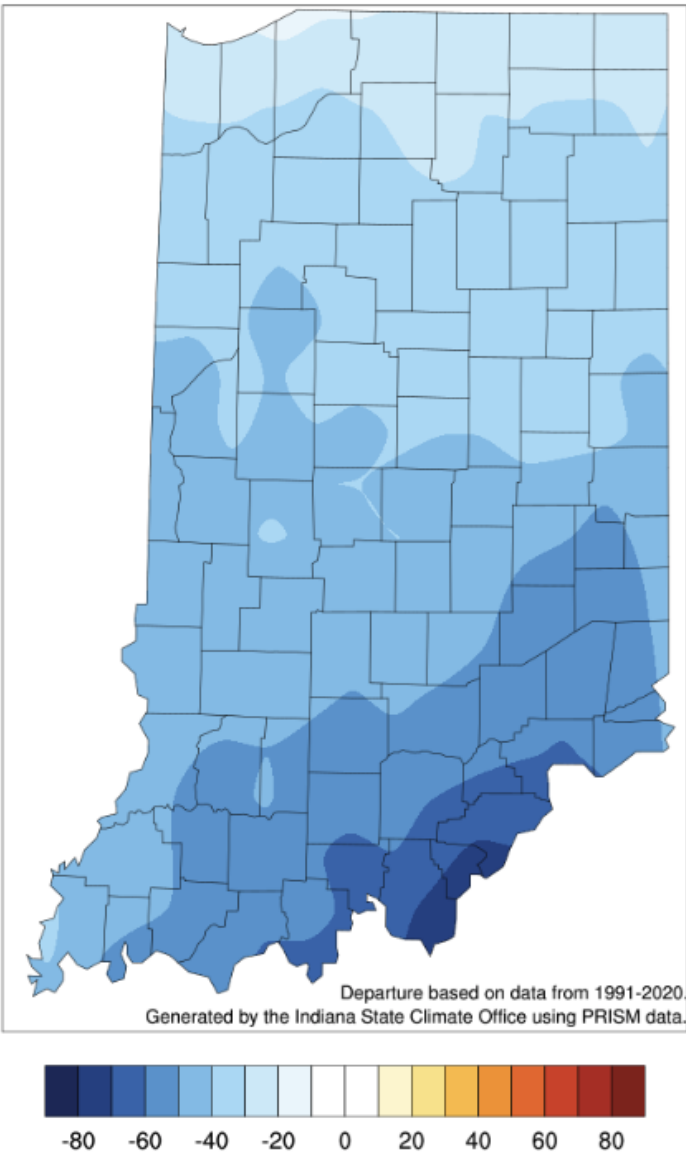 Departure based on data from 1991-2020.
Generated by the Indiana State Climate Office using PRISM data.
-80 -60 -40 -20 0 20 40 60 80